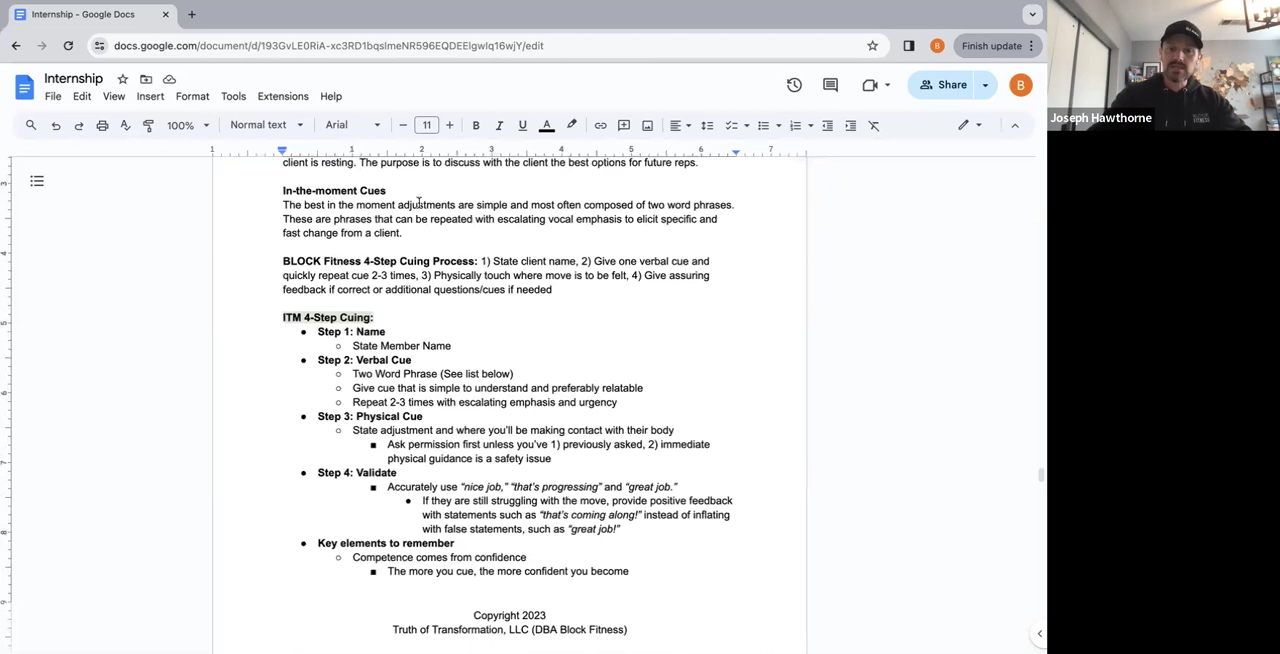 Internship - Google Docs
docs.google.com/document/d/193GvLE0RiA-xc3RD1bqsImeNR596EQDEElgwlq16wjY/edit
B
Finish update
Internship
File Edit View Insert Format Tools Extensions Help
Share
B
100% Normal text Arial 11 B I U A
1 1 2 3 4 5 6 7
client is resting. The purpose is to discuss with the client the best options for future reps.
In-the-moment Cues
The best in the moment adjustments are simple and most often composed of two word phrases.
These are phrases that can be repeated with escalating vocal emphasis to elicit specific and
fast change from a client.
BLOCK Fitness 4-Step Cuing Process: 1) State client name, 2) Give one verbal cue and
quickly repeat cue 2-3 times, 3) Physically touch where move is to be felt, 4) Give assuring
feedback if correct or additional questions/cues if needed
ITM 4-Step Cuing:
● Step 1: Name
○ State Member Name
● Step 2: Verbal Cue
○ Two Word Phrase (See list below)
○ Give cue that is simple to understand and preferably relatable
○ Repeat 2-3 times with escalating emphasis and urgency
● Step 3: Physical Cue
○ State adjustment and where you'll be making contact with their body
■ Ask permission first unless you've 1) previously asked, 2) immediate
physical guidance is a safety issue
● Step 4: Validate
■ Accurately use "nice job," "that's progressing" and "great job."
● If they are still struggling with the move, provide positive feedback
with statements such as "that's coming along!" instead of inflating
with false statements, such as "great job!"
● Key elements to remember
○ Competence comes from confidence
■ The more you cue, the more confident you become
Copyright 2023
Truth of Transformation, LLC (DBA Block Fitness)
Joseph Hawthorne